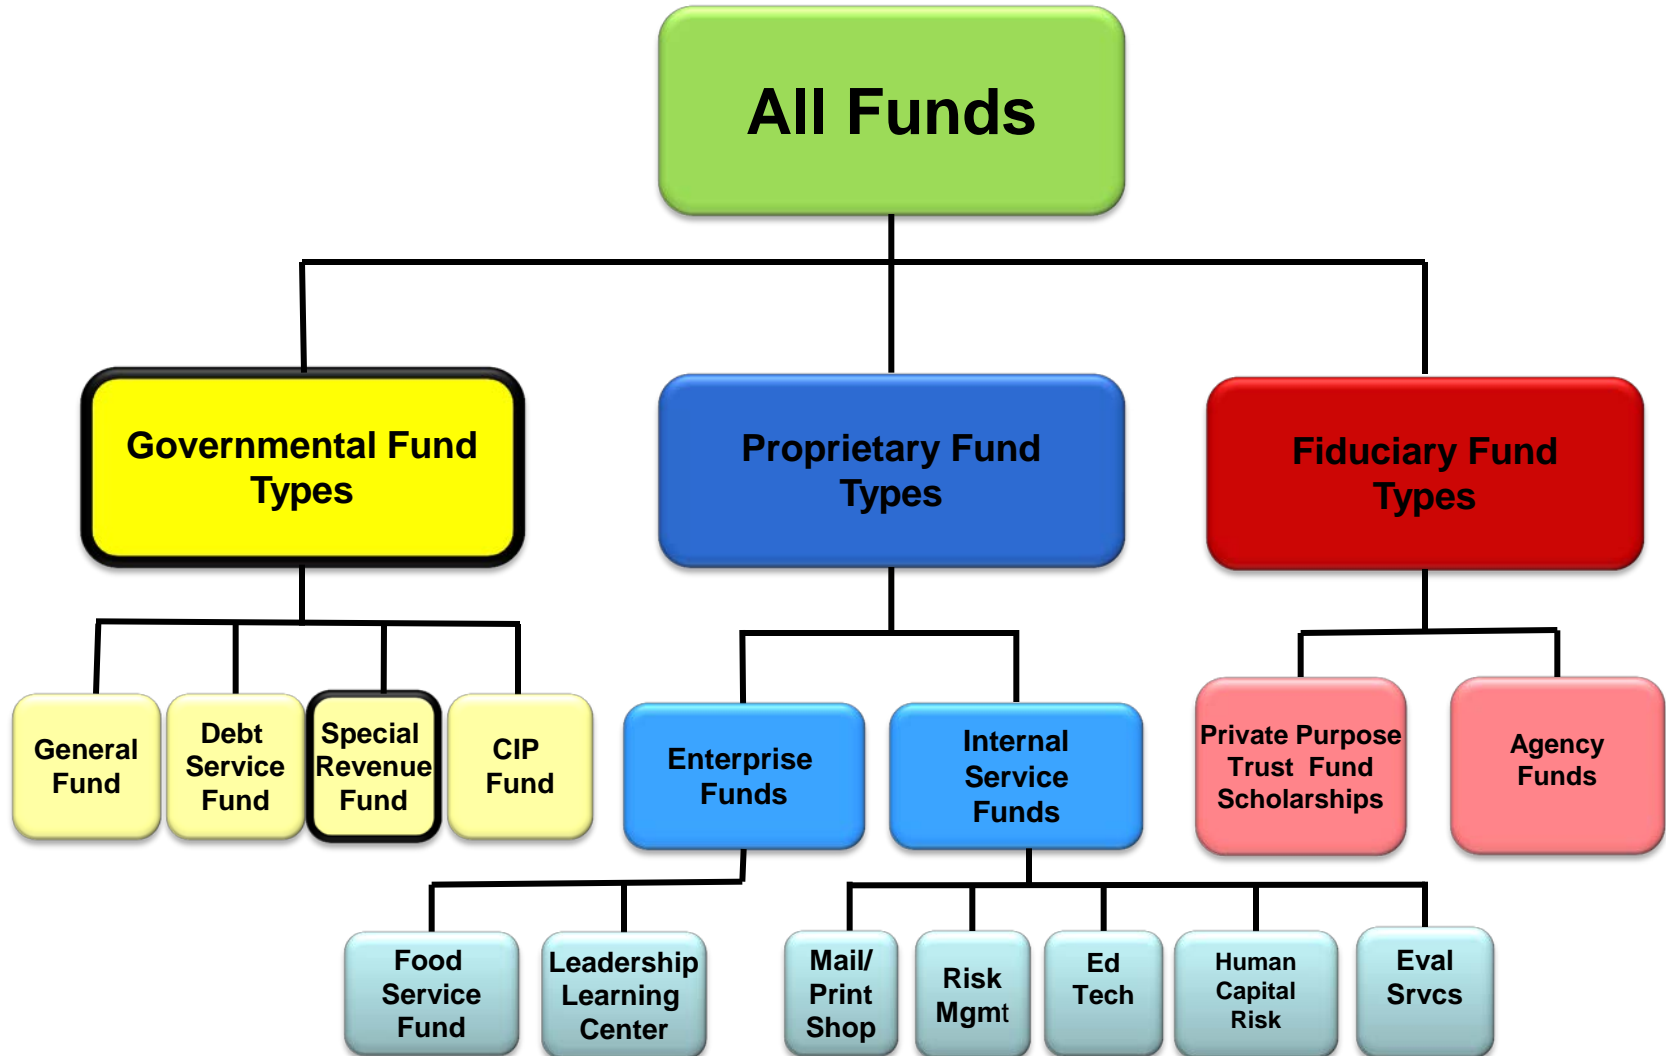 All Funds
Governmental Fund
Types
Proprietary Fund
Types
Fiduciary Fund
Types
General
Fund
Debt
Service
Fund
Special
Revenue
Fund
CIP
Fund
Enterprise
Funds
Internal
Service
Funds
Private Purpose
Trust Fund
Scholarships
Agency
Funds
Food
Service
Fund
Leadership
Learning
Center
Mail/
Print
Shop
Risk
Mgmt
Ed
Tech
Human
Capital
Risk
Eval
Srvcs